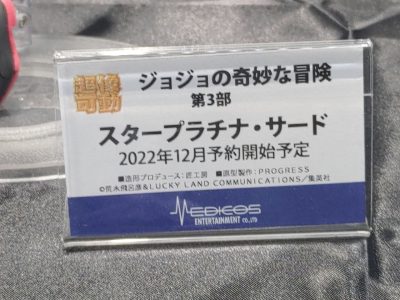 超像可動
ジョジョの奇妙な冒険
第3部
スタープラチナ・サード
2022年12月予約開始予定
■造形プロデュース：匠工房　■原型製作：PROGRESS
©荒木飛呂彦&LUCKY LAND COMMUNICATIONS／集英社
MEDICOS
ENTERTAINMENT CO.,LTD